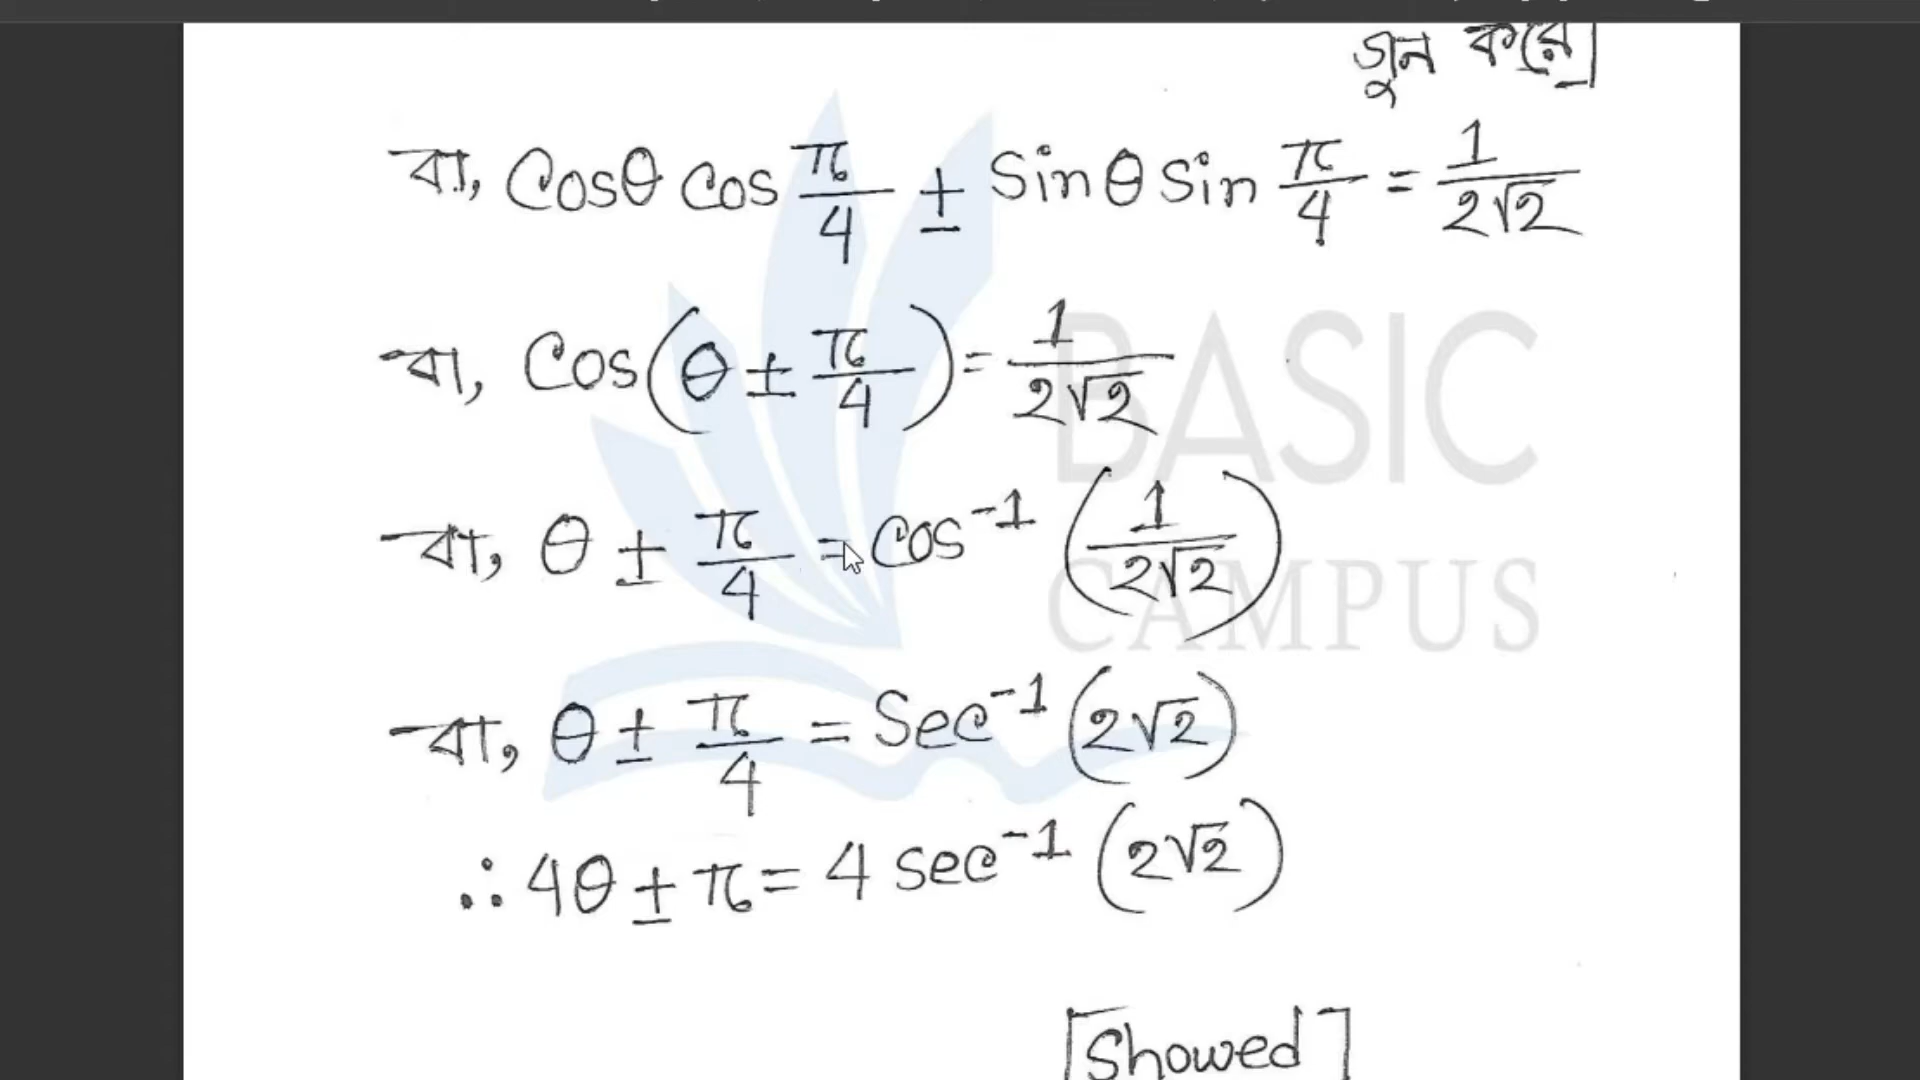 গুন করে]
বা, Cosθ cos π/4 ± Sinθ Sin π/4 = 1/2√2
বা, Cos(θ ± π/4) = 1/2√2
বা, θ ± π/4 = cos⁻¹ (1/2√2)
বা, θ ± π/4 = Sec⁻¹ (2√2)
∴ 4θ ± π = 4 sec⁻¹ (2√2)
[Showed]
BASIC
CAMPUS